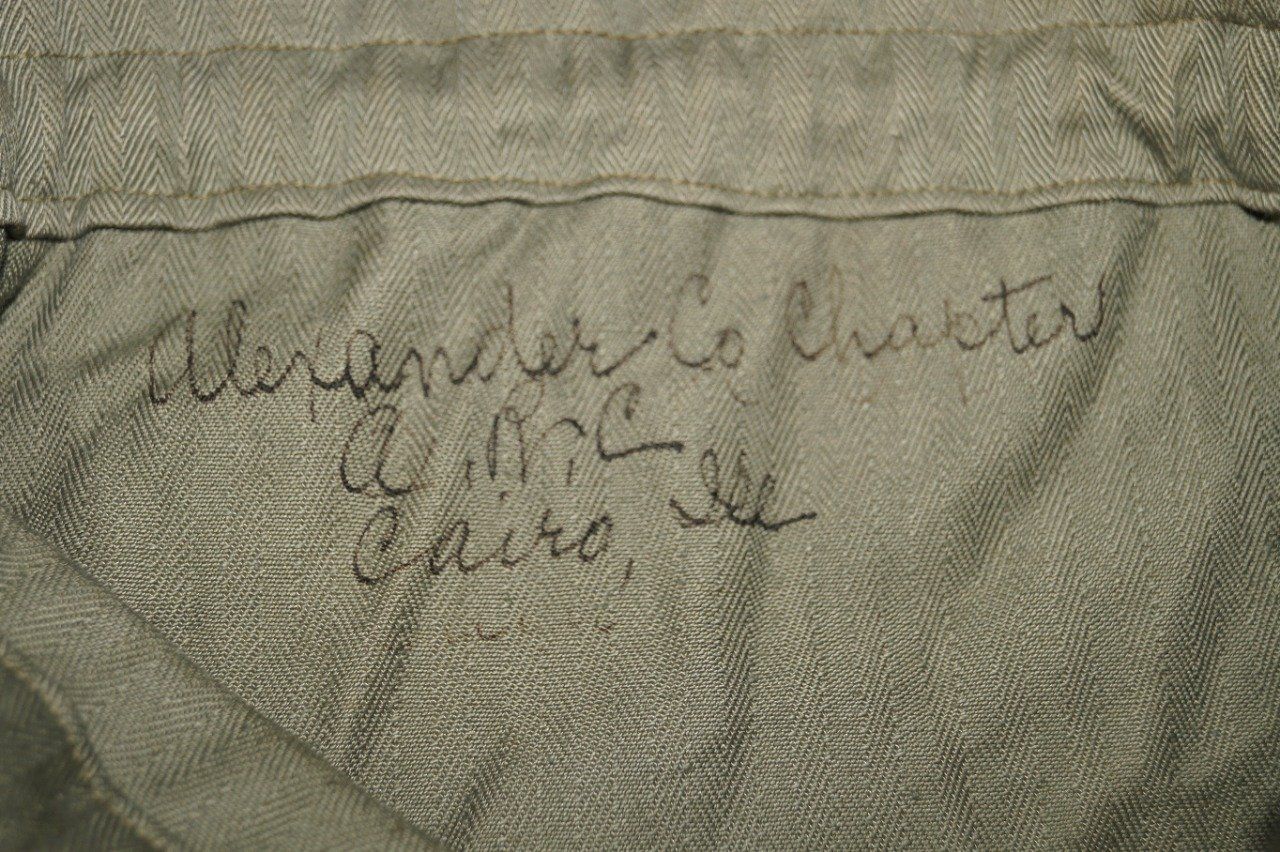 Alexander Co Chapter
A.R.C
Cairo, Ill